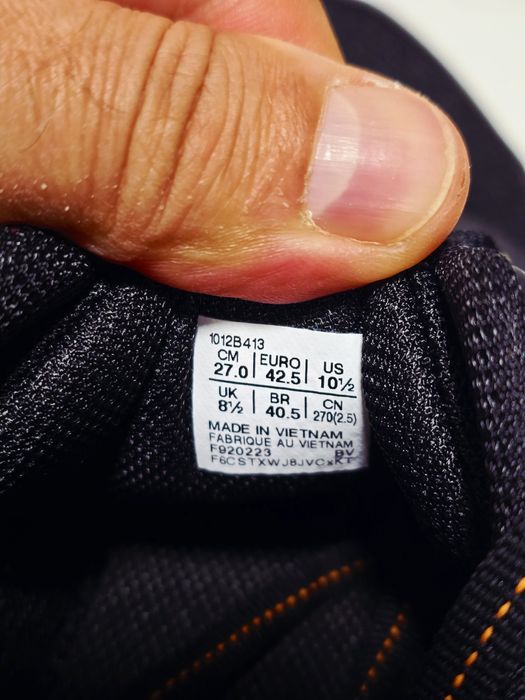 1012B413
CM EURO US
27.0 42.5 10½
UK BR CN
8½ 40.5 270(2.5)
MADE IN VIETNAM
FABRIQUE AU VIETNAM
F920223 BV
F6CSTXWJ8JVCxKT